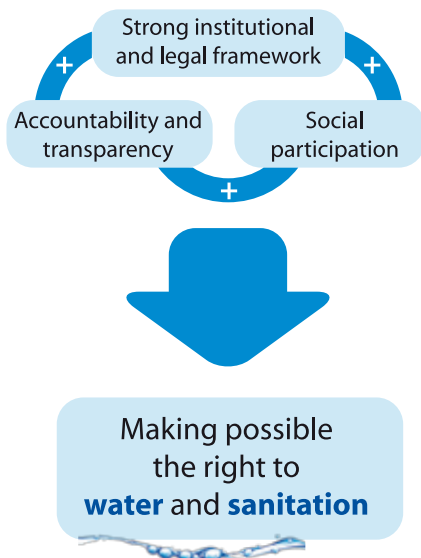 Strong institutional
and legal framework
+
+
Accountability and
transparency
Social
participation
+
Making possible
the right to
water and sanitation